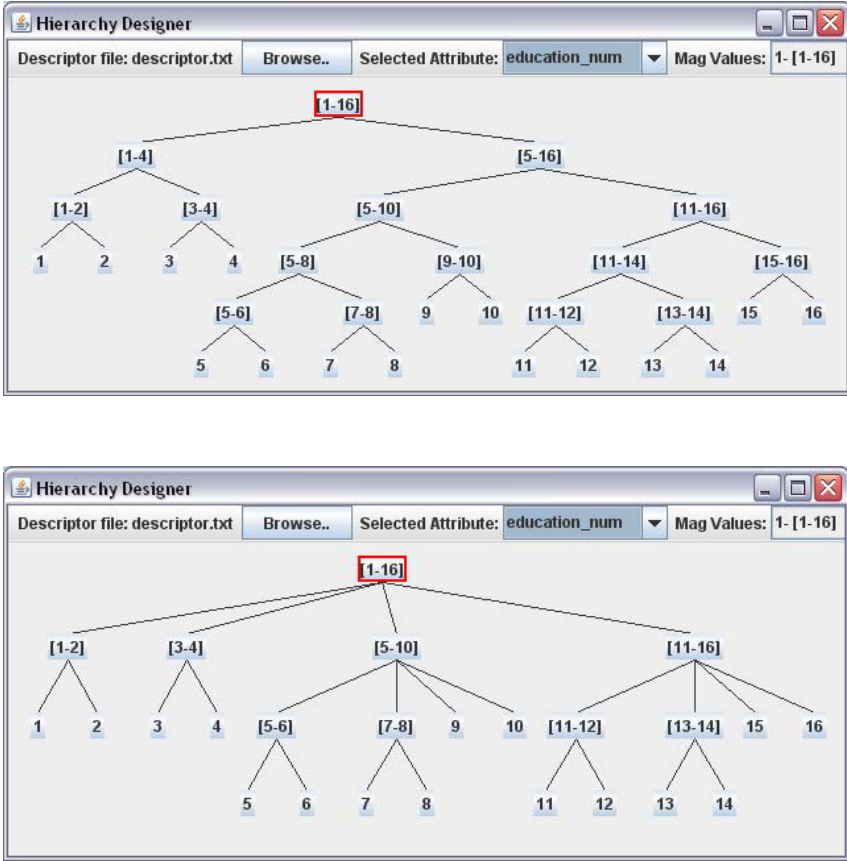 Hierarchy Designer
Descriptor file: descriptor.txt Browse.. Selected Attribute: education_num Mag Values: 1- [1-16]
[1-16]
[1-4] [5-16]
[1-2] [3-4] [5-10] [11-16]
1 2 3 4 [5-8] [9-10] [11-14] [15-16]
[5-6] [7-8] 9 10 [11-12] [13-14] 15 16
5 6 7 8 11 12 13 14
Hierarchy Designer
Descriptor file: descriptor.txt Browse.. Selected Attribute: education_num Mag Values: 1- [1-16]
[1-16]
[1-2] [3-4] [5-10] [11-16]
1 2 3 4 [5-6] [7-8] 9 10 [11-12] [13-14] 15 16
5 6 7 8 11 12 13 14